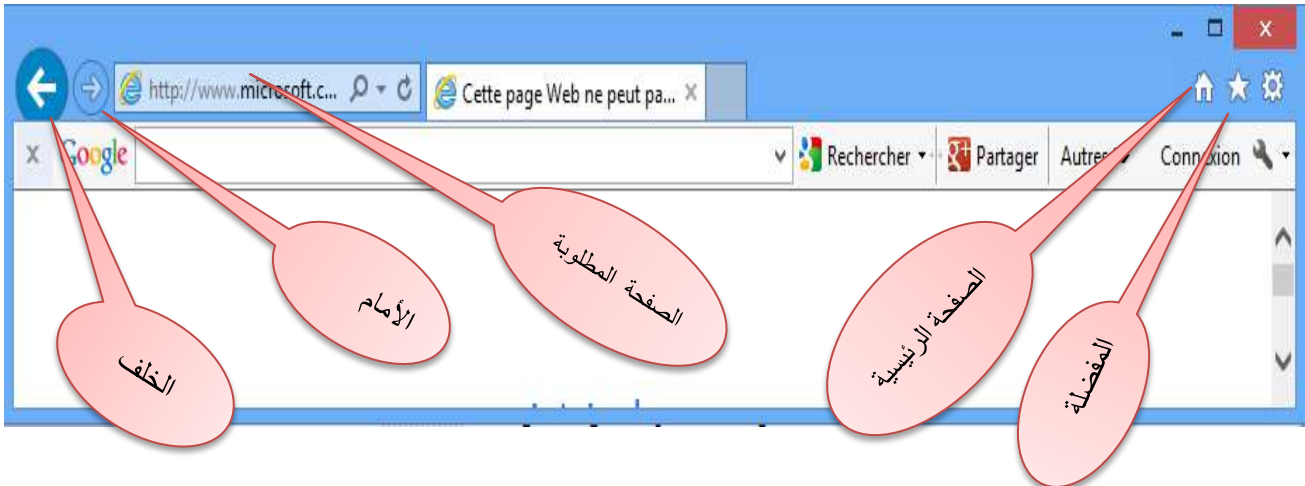 http://www.microsoft.c...
Cette page Web ne peut pa...
Google
Rechercher
Partager
Connexion
الصفحة المطلوبة
الأمام
الخلف
الصفحة الرئيسية
المفضلة